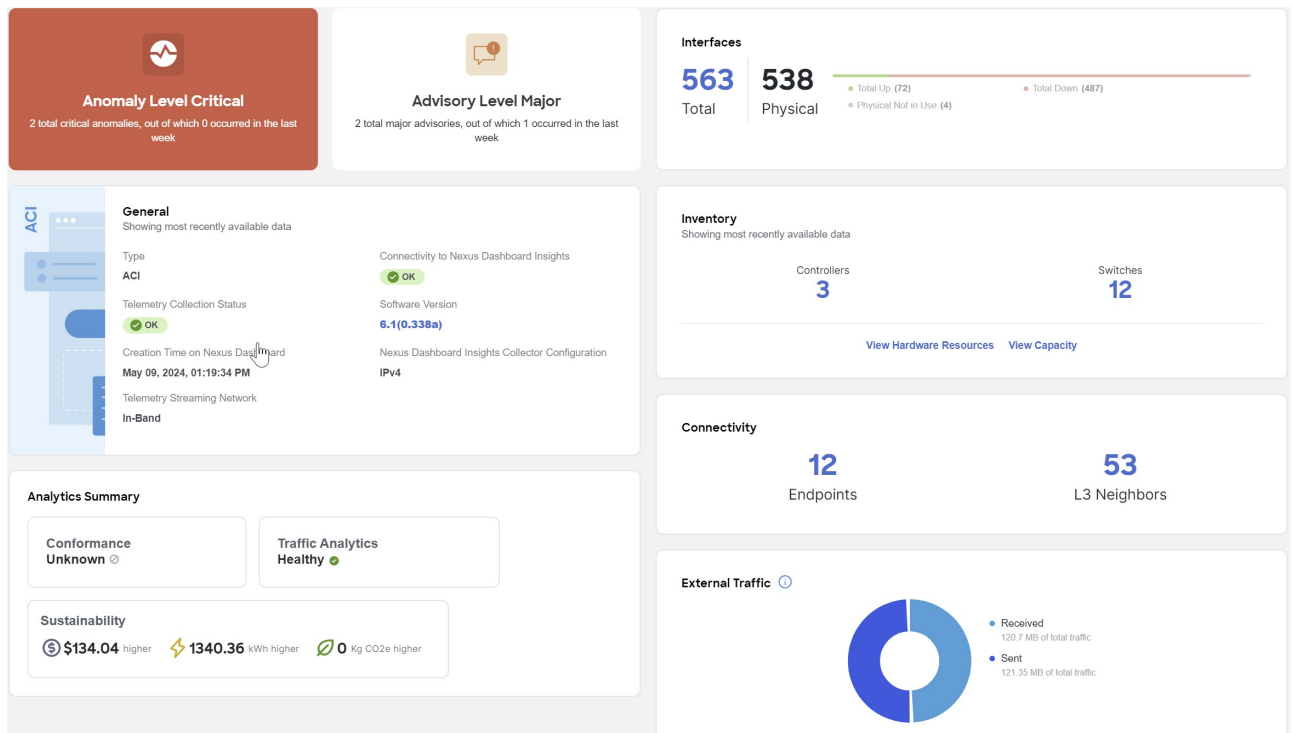 Anomaly Level Critical
2 total critical anomalies, out of which 0 occurred in the last
week
Advisory Level Major
2 total major advisories, out of which 1 occurred in the last
week
Interfaces
563
Total
538
Physical
Total Up (72)
Total Down (487)
Physical Not in Use (4)
ACI
General
Showing most recently available data
Type
ACI
Connectivity to Nexus Dashboard Insights
OK
Telemetry Collection Status
OK
Software Version
6.1(0.338a)
Creation Time on Nexus Dashboard
May 09, 2024, 01:19:34 PM
Nexus Dashboard Insights Collector Configuration
IPv4
Telemetry Streaming Network
In-Band
Inventory
Showing most recently available data
Controllers
3
Switches
12
View Hardware Resources View Capacity
Connectivity
12
Endpoints
53
L3 Neighbors
Analytics Summary
Conformance
Unknown
Traffic Analytics
Healthy
Sustainability
$134.04 higher 1340.36 kWh higher 0 Kg CO2e higher
External Traffic
Received
120.7 MB of total traffic
Sent
121.35 MB of total traffic